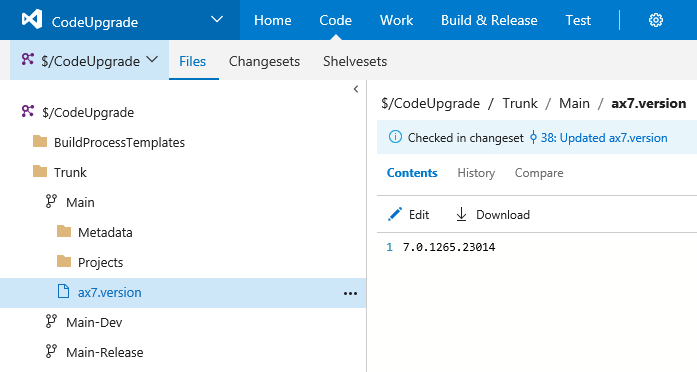 CodeUpgrade Home Code Work Build & Release Test
$/CodeUpgrade Files Changesets Shelvesets
$/CodeUpgrade
BuildProcessTemplates
Trunk
Main
Metadata
Projects
ax7.version
Main-Dev
Main-Release
$/CodeUpgrade / Trunk / Main / ax7.version
Checked in changeset 38: Updated ax7.version
Contents History Compare
Edit Download
1 7.0.1265.23014